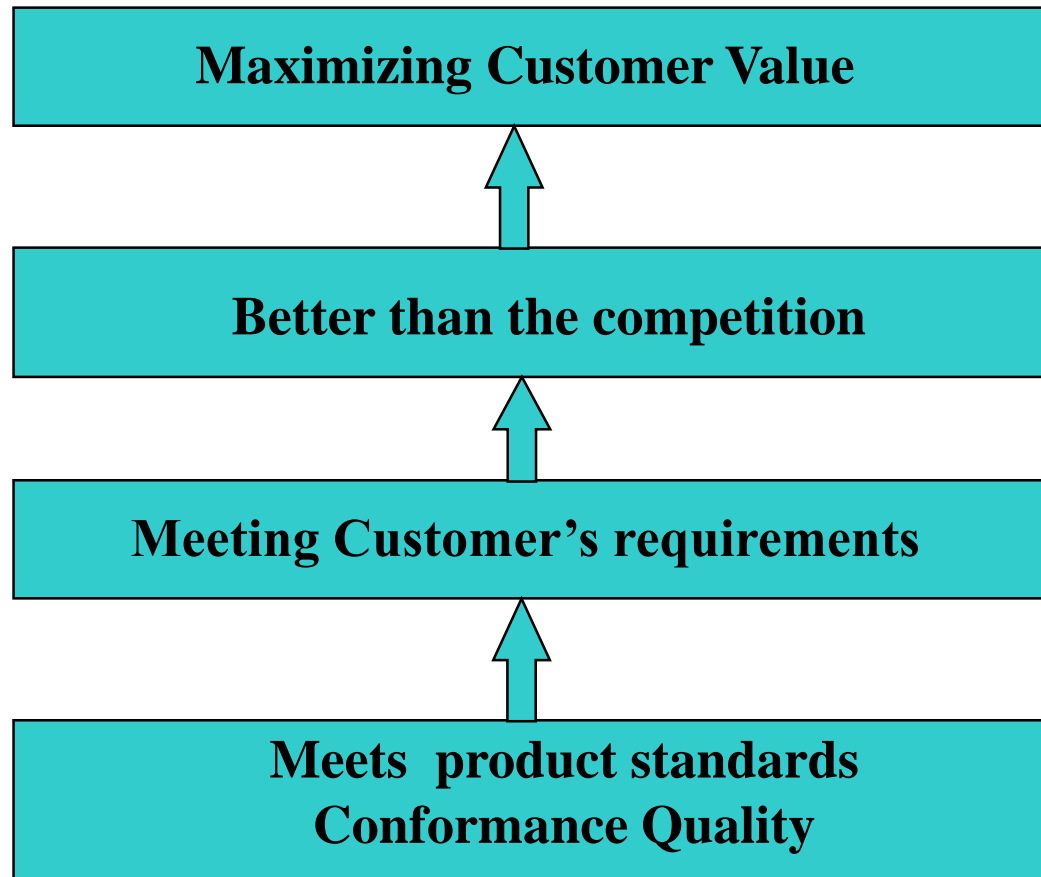 Maximizing Customer Value
Better than the competition
Meeting Customer’s requirements
Meets  product standards
Conformance Quality